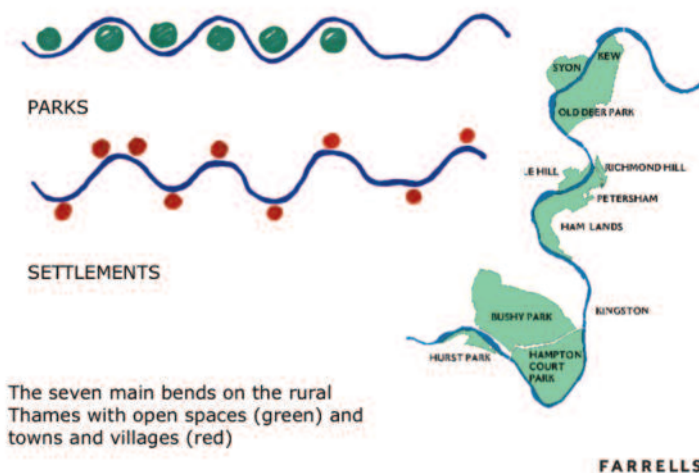 PARKS
SETTLEMENTS
The seven main bends on the rural
Thames with open spaces (green) and
towns and villages (red)
SYON
KEW
OLD DEER PARK
LE HILL
RICHMOND HILL
PETERSHAM
HAM LANDS
KINGSTON
BUSHY PARK
HURST PARK
HAMPTON
COURT
PARK
FARRELLS